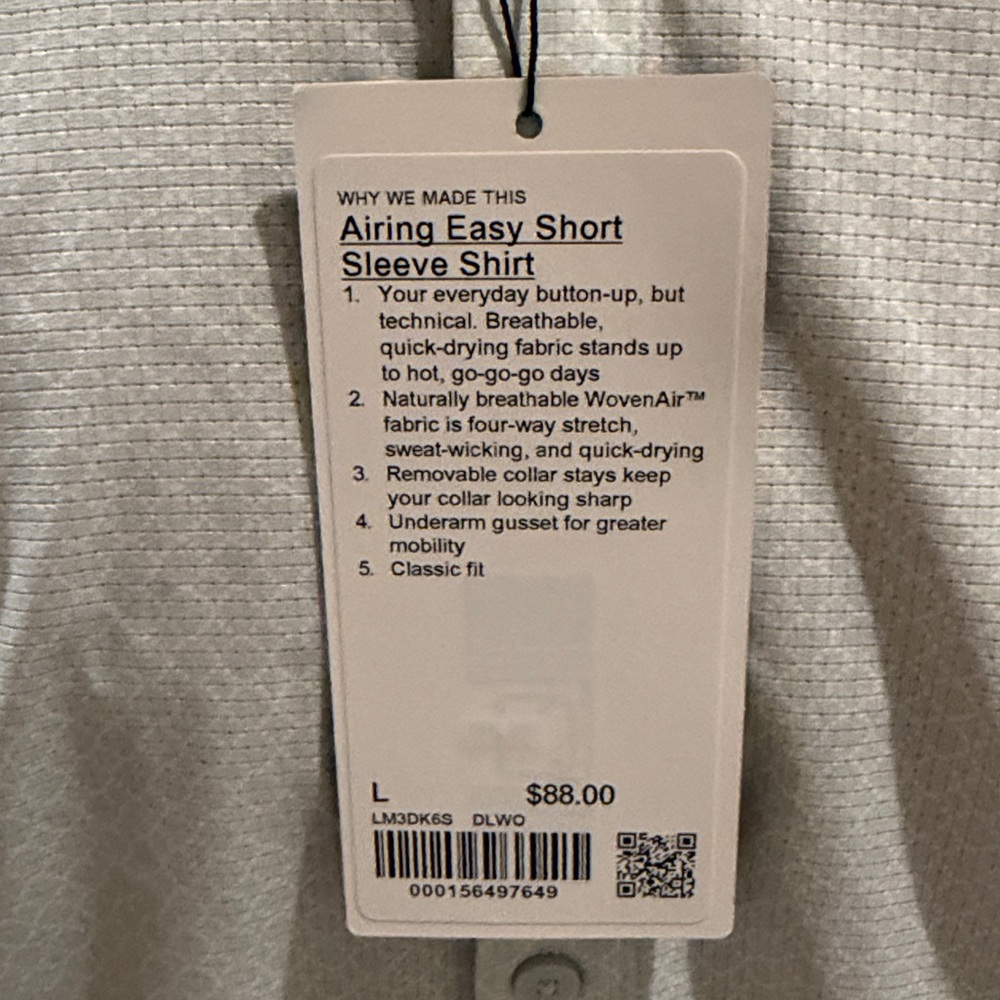 WHY WE MADE THIS
Airing Easy Short
Sleeve Shirt
1. Your everyday button-up, but
technical. Breathable,
quick-drying fabric stands up
to hot, go-go-go days
2. Naturally breathable WovenAir™
fabric is four-way stretch,
sweat-wicking, and quick-drying
3. Removable collar stays keep
your collar looking sharp
4. Underarm gusset for greater
mobility
5. Classic fit
L $88.00
LM3DK6S DLWO
000156497649